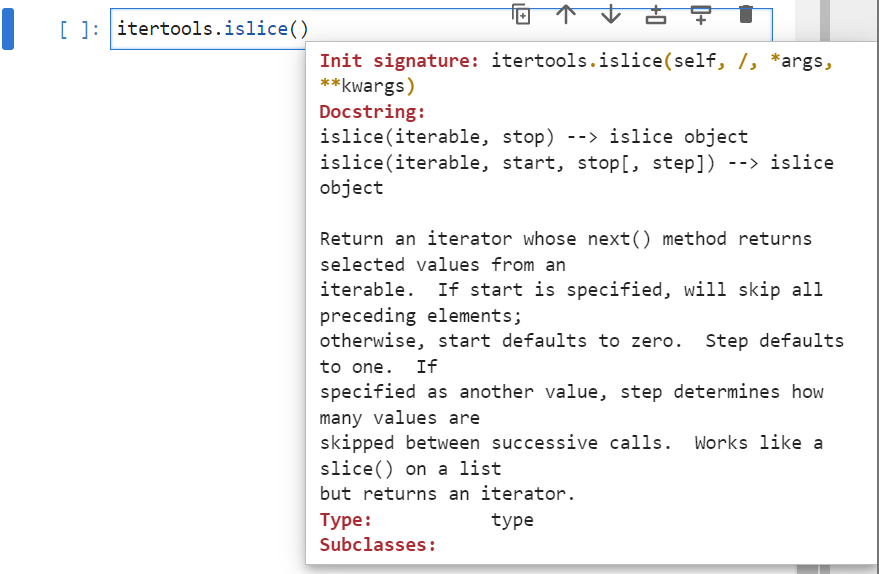 [ ]: itertools.islice()
Init signature: itertools.islice(self, /, *args,
**kwargs)
Docstring:
islice(iterable, stop) --> islice object
islice(iterable, start, stop[, step]) --> islice
object
Return an iterator whose next() method returns
selected values from an
iterable.  If start is specified, will skip all
preceding elements;
otherwise, start defaults to zero.  Step defaults
to one.  If
specified as another value, step determines how
many values are
skipped between successive calls.  Works like a
slice() on a list
but returns an iterator.
Type:           type
Subclasses: